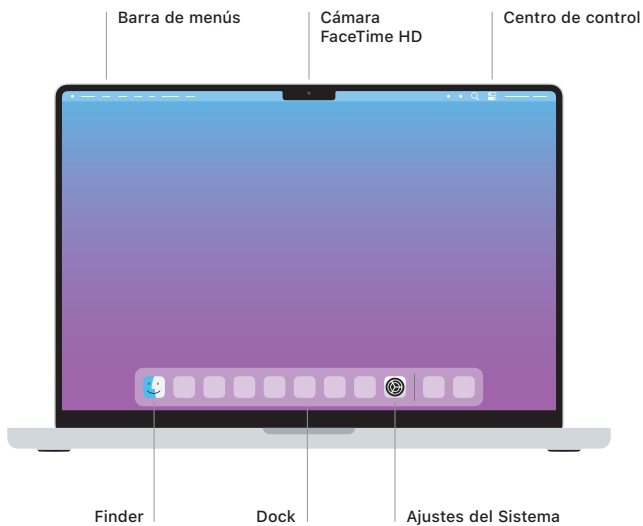 Barra de menús
Cámara
FaceTime HD
Centro de control
Finder
Dock
Ajustes del Sistema